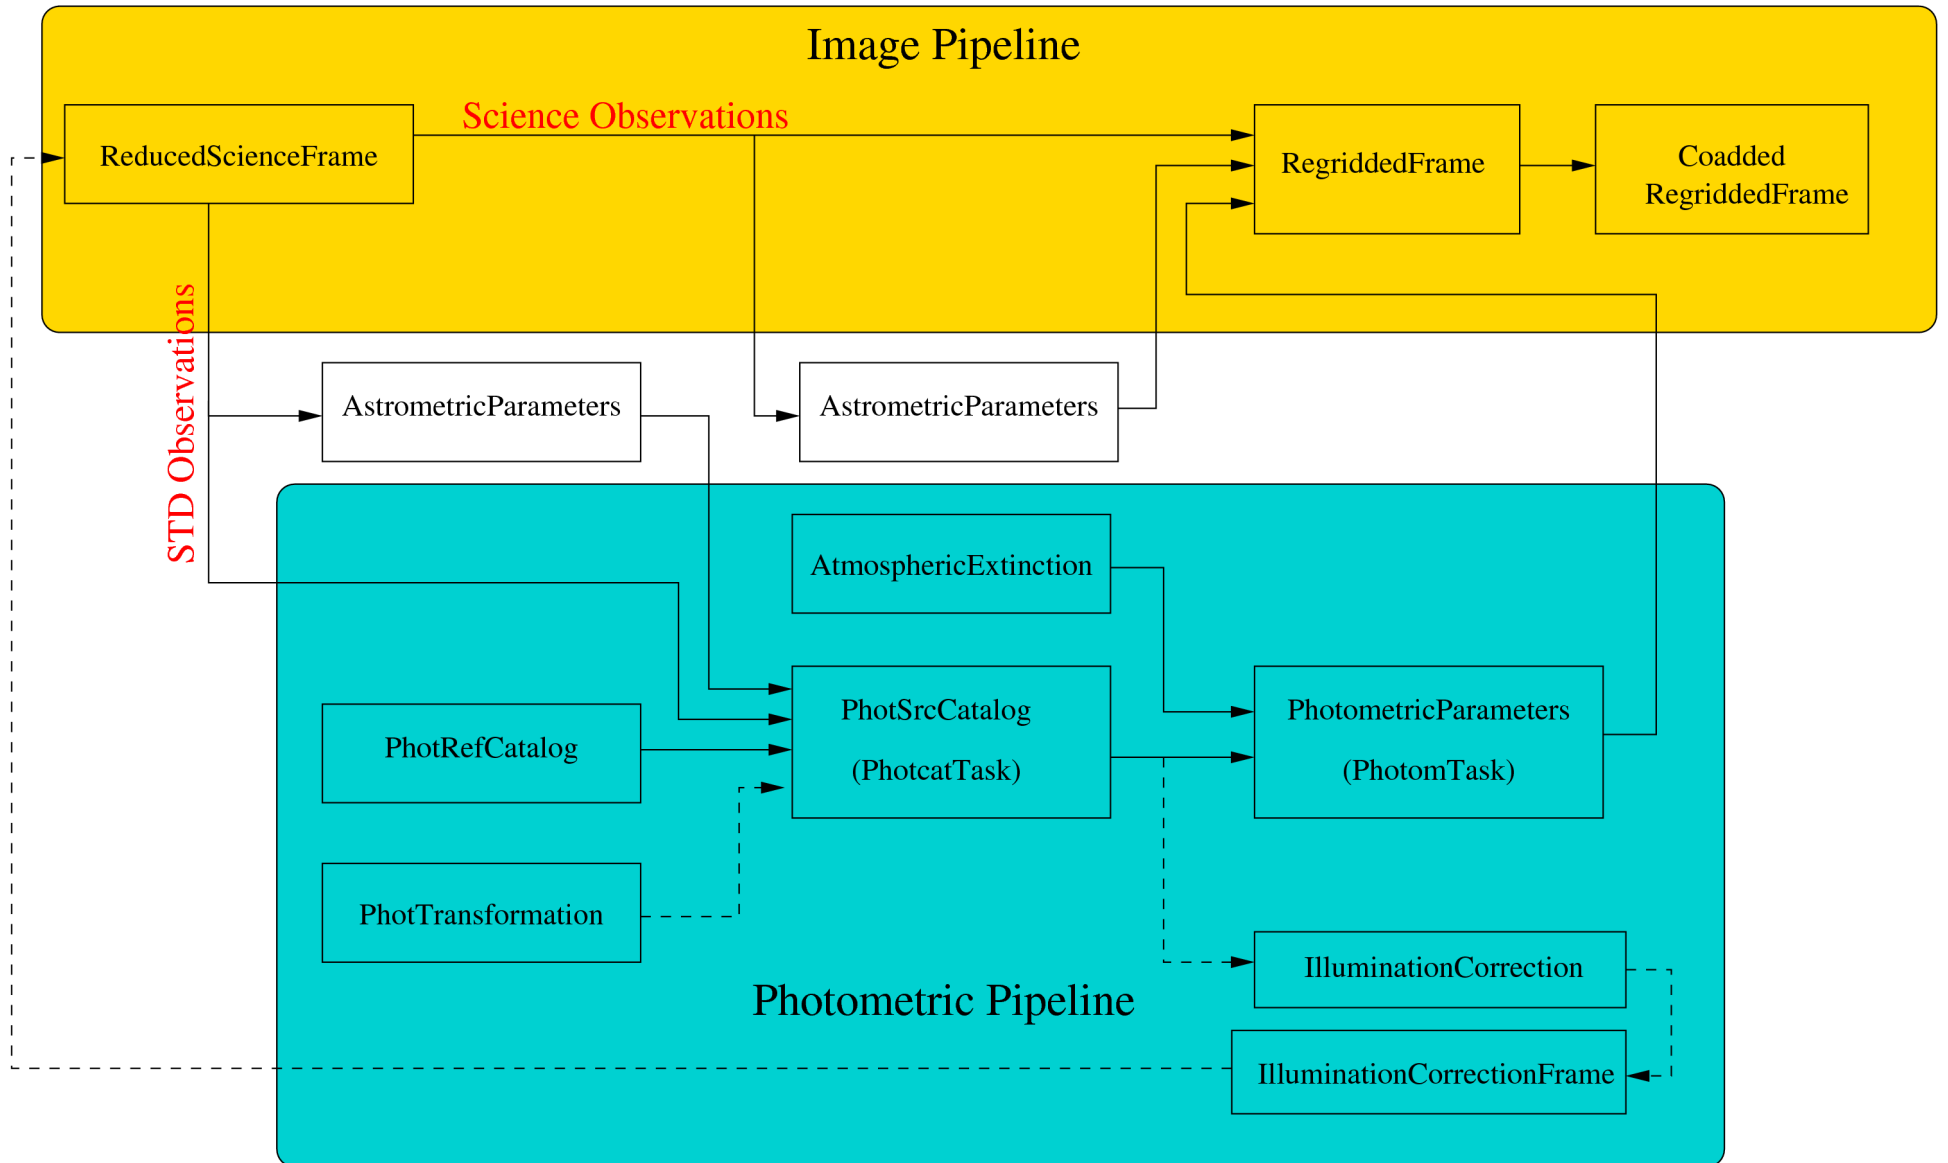 Image Pipeline
Science Observations
ReducedScienceFrame
RegriddedFrame
Coadded
RegriddedFrame
STD Observations
AstrometricParameters
AstrometricParameters
AtmosphericExtinction
PhotSrcCatalog
(PhotcatTask)
PhotometricParameters
(PhotomTask)
PhotRefCatalog
PhotTransformation
IlluminationCorrection
Photometric Pipeline
IlluminationCorrectionFrame